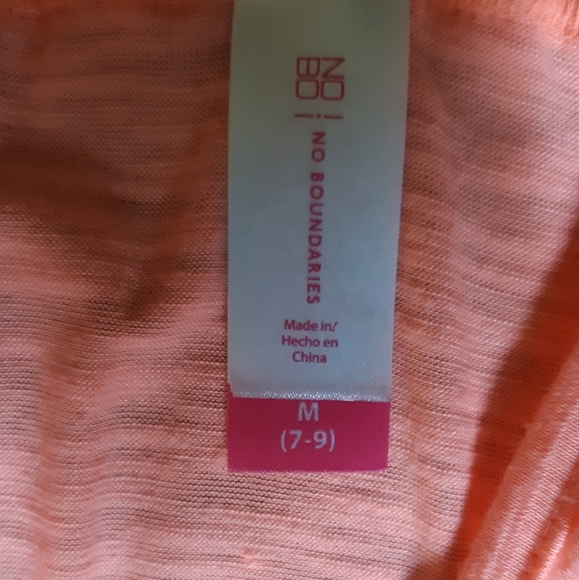 NO
BO
NO BOUNDARIES
Made in/
Hecho en
China
M
(7-9)